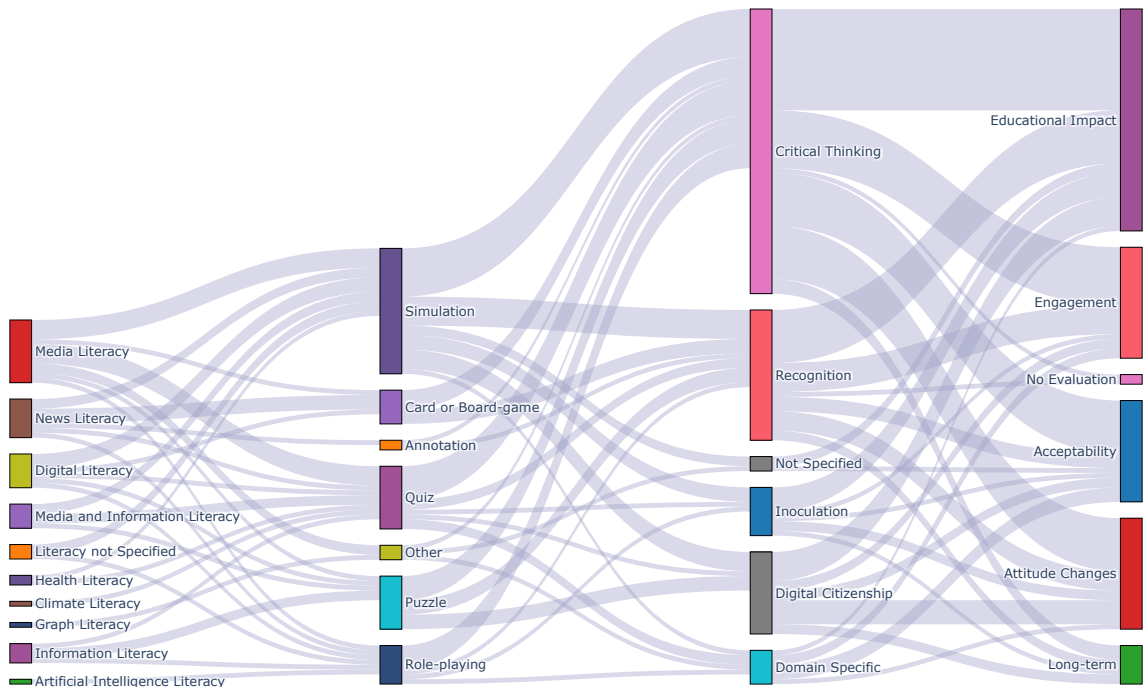 Media Literacy
News Literacy
Digital Literacy
Media and Information Literacy
Literacy not Specified
Health Literacy
Climate Literacy
Graph Literacy
Information Literacy
Artificial Intelligence Literacy
Simulation
Card or Board-game
Annotation
Quiz
Other
Puzzle
Role-playing
Critical Thinking
Recognition
Not Specified
Inoculation
Digital Citizenship
Domain Specific
Educational Impact
Engagement
No Evaluation
Acceptability
Attitude Changes
Long-term